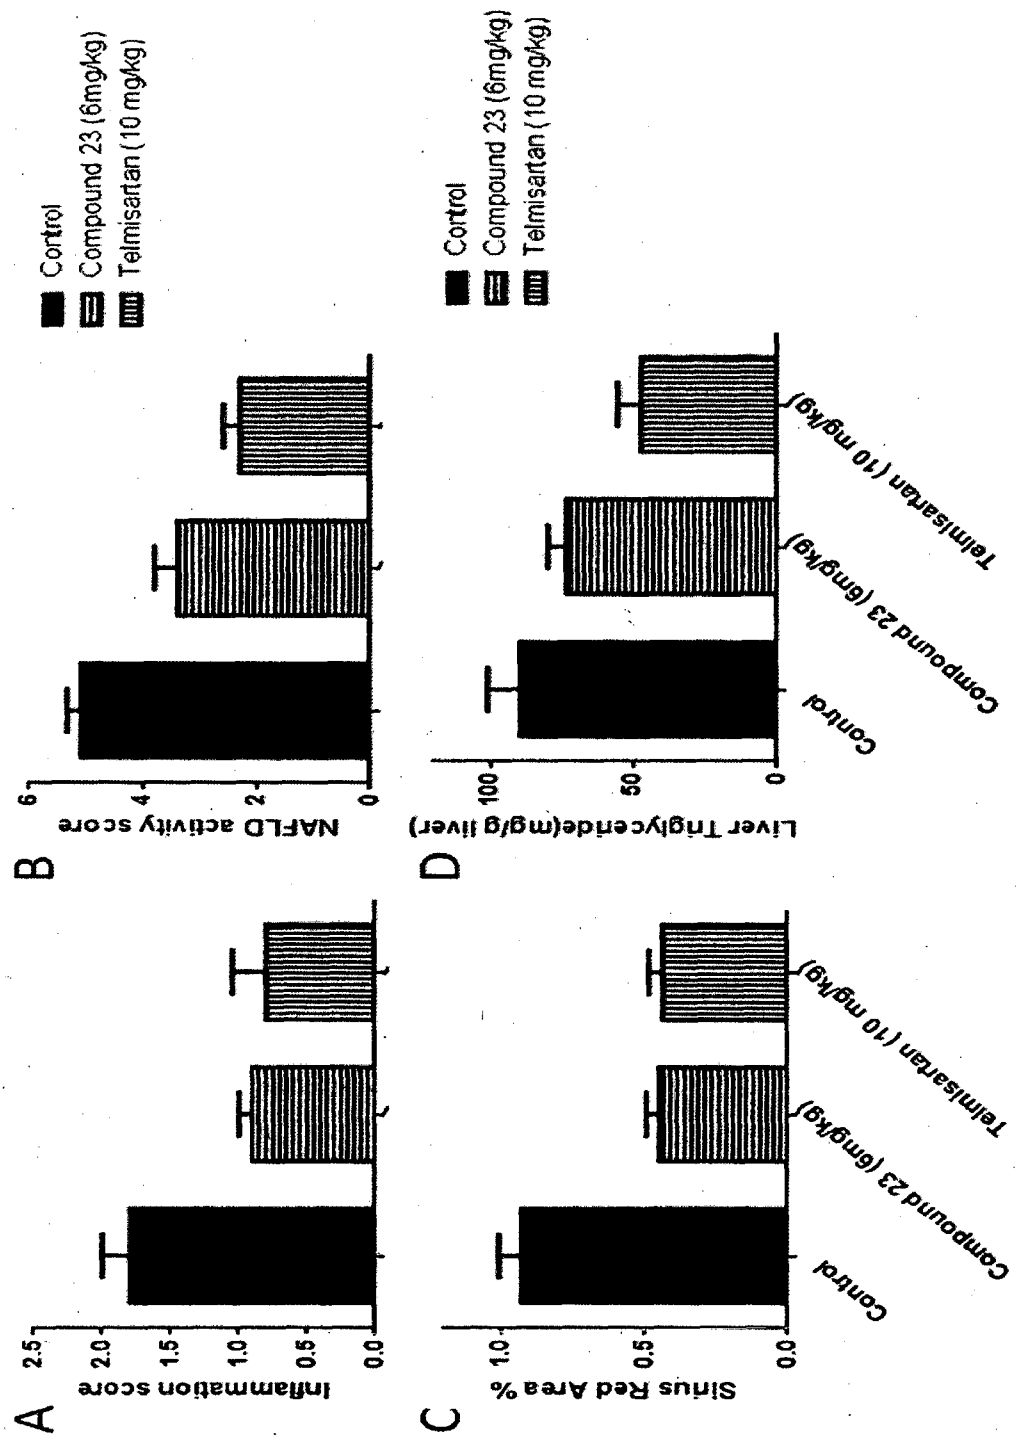 A
Inflammation score
2.5
2.0
1.5
1.0
0.5
0.0
B
NAFLD activity score
6
4
2
0
Control
Compound 23 (6mg/kg)
Telmisartan (10 mg/kg)
C
Sirius Red Area %
1.0
0.5
0.0
Control
Compound 23 (6mg/kg)
Telmisartan (10 mg/kg)
D
Liver Triglyceride(mg/g liver)
100
50
0
Control
Compound 23 (6mg/kg)
Telmisartan (10 mg/kg)
Control
Compound 23 (6mg/kg)
Telmisartan (10 mg/kg)